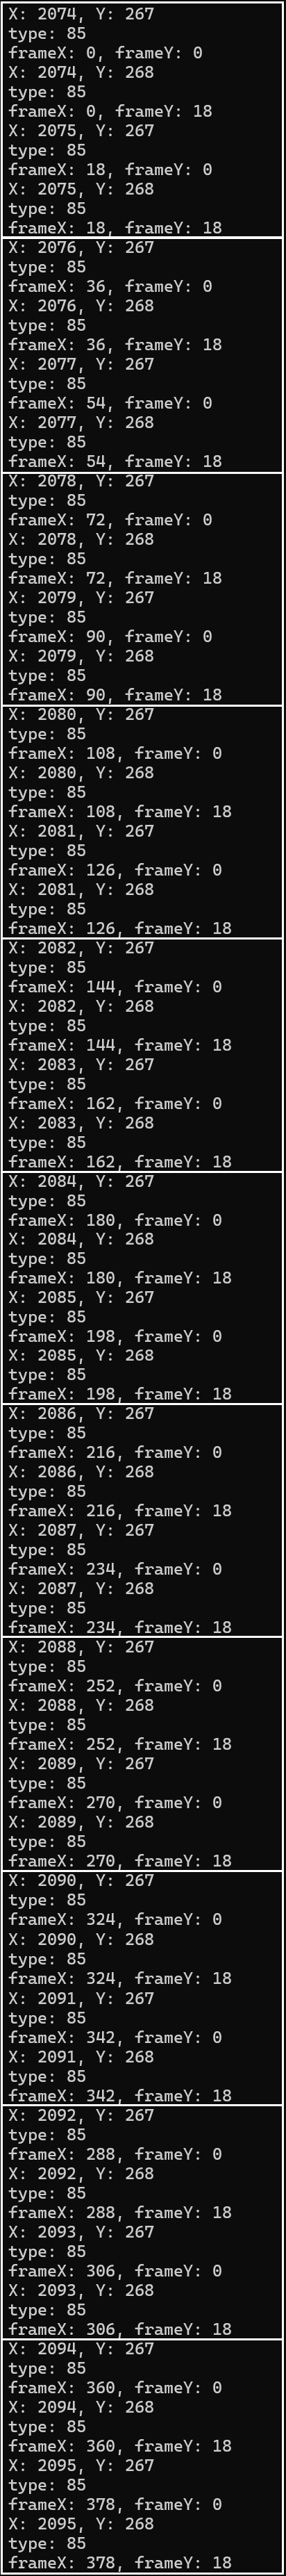 X: 2074, Y: 267
type: 85
frameX: 0, frameY: 0
X: 2074, Y: 268
type: 85
frameX: 0, frameY: 18
X: 2075, Y: 267
type: 85
frameX: 18, frameY: 0
X: 2075, Y: 268
type: 85
frameX: 18, frameY: 18
X: 2076, Y: 267
type: 85
frameX: 36, frameY: 0
X: 2076, Y: 268
type: 85
frameX: 36, frameY: 18
X: 2077, Y: 267
type: 85
frameX: 54, frameY: 0
X: 2077, Y: 268
type: 85
frameX: 54, frameY: 18
X: 2078, Y: 267
type: 85
frameX: 72, frameY: 0
X: 2078, Y: 268
type: 85
frameX: 72, frameY: 18
X: 2079, Y: 267
type: 85
frameX: 90, frameY: 0
X: 2079, Y: 268
type: 85
frameX: 90, frameY: 18
X: 2080, Y: 267
type: 85
frameX: 108, frameY: 0
X: 2080, Y: 268
type: 85
frameX: 108, frameY: 18
X: 2081, Y: 267
type: 85
frameX: 126, frameY: 0
X: 2081, Y: 268
type: 85
frameX: 126, frameY: 18
X: 2082, Y: 267
type: 85
frameX: 144, frameY: 0
X: 2082, Y: 268
type: 85
frameX: 144, frameY: 18
X: 2083, Y: 267
type: 85
frameX: 162, frameY: 0
X: 2083, Y: 268
type: 85
frameX: 162, frameY: 18
X: 2084, Y: 267
type: 85
frameX: 180, frameY: 0
X: 2084, Y: 268
type: 85
frameX: 180, frameY: 18
X: 2085, Y: 267
type: 85
frameX: 198, frameY: 0
X: 2085, Y: 268
type: 85
frameX: 198, frameY: 18
X: 2086, Y: 267
type: 85
frameX: 216, frameY: 0
X: 2086, Y: 268
type: 85
frameX: 216, frameY: 18
X: 2087, Y: 267
type: 85
frameX: 234, frameY: 0
X: 2087, Y: 268
type: 85
frameX: 234, frameY: 18
X: 2088, Y: 267
type: 85
frameX: 252, frameY: 0
X: 2088, Y: 268
type: 85
frameX: 252, frameY: 18
X: 2089, Y: 267
type: 85
frameX: 270, frameY: 0
X: 2089, Y: 268
type: 85
frameX: 270, frameY: 18
X: 2090, Y: 267
type: 85
frameX: 324, frameY: 0
X: 2090, Y: 268
type: 85
frameX: 324, frameY: 18
X: 2091, Y: 267
type: 85
frameX: 342, frameY: 0
X: 2091, Y: 268
type: 85
frameX: 342, frameY: 18
X: 2092, Y: 267
type: 85
frameX: 288, frameY: 0
X: 2092, Y: 268
type: 85
frameX: 288, frameY: 18
X: 2093, Y: 267
type: 85
frameX: 306, frameY: 0
X: 2093, Y: 268
type: 85
frameX: 306, frameY: 18
X: 2094, Y: 267
type: 85
frameX: 360, frameY: 0
X: 2094, Y: 268
type: 85
frameX: 360, frameY: 18
X: 2095, Y: 267
type: 85
frameX: 378, frameY: 0
X: 2095, Y: 268
type: 85
frameX: 378, frameY: 18